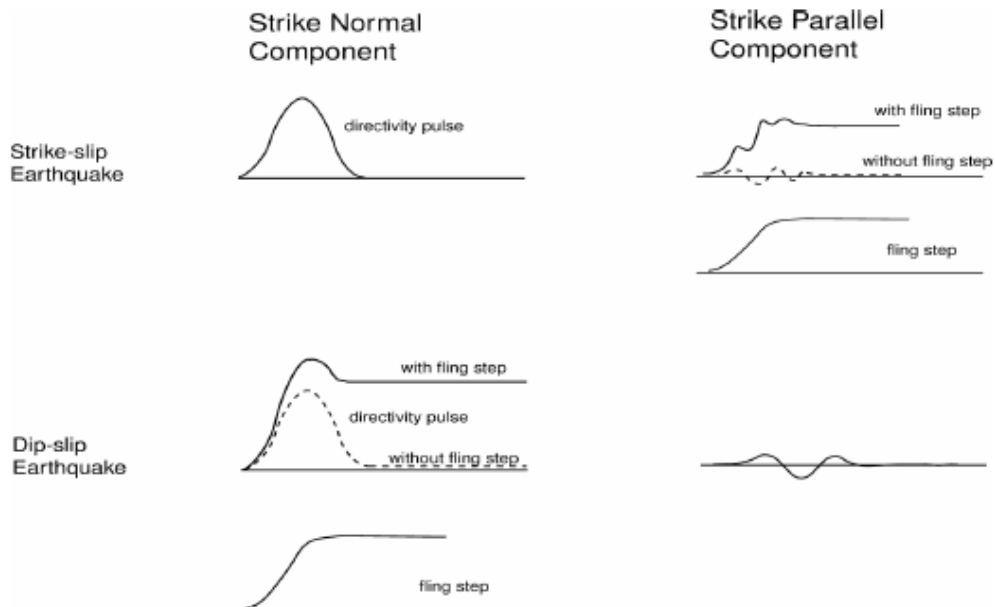 Strike Normal
Component
Strike Parallel
Component
Strike-slip
Earthquake
directivity pulse
with fling step
without fling step
fling step
Dip-slip
Earthquake
with fling step
directivity pulse
without fling step
fling step